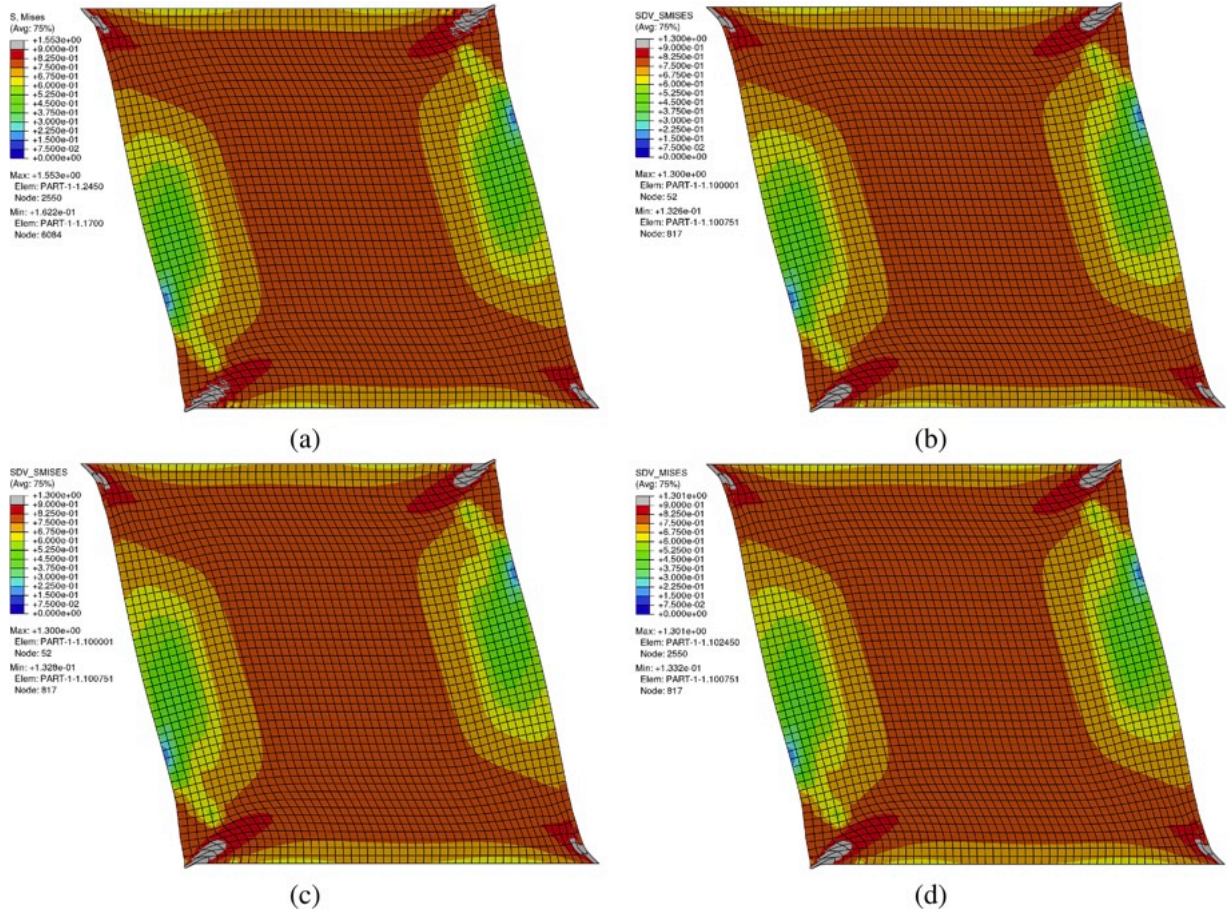 S, Mises
(Avg: 75%)
+1.553e+00
+9.000e-01
+8.250e-01
+7.500e-01
+6.750e-01
+6.000e-01
+5.250e-01
+4.500e-01
+3.750e-01
+3.000e-01
+2.250e-01
+1.500e-01
+7.500e-02
+0.000e+00
Max: +1.553e+00
Elem: PART-1-1.2450
Node: 2550
Min: +1.622e-01
Elem: PART-1-1.1700
Node: 6084
(a)
SDV_SMISES
(Avg: 75%)
+1.300e+00
+9.000e-01
+8.250e-01
+7.500e-01
+6.750e-01
+6.000e-01
+5.250e-01
+4.500e-01
+3.750e-01
+3.000e-01
+2.250e-01
+1.500e-01
+7.500e-02
+0.000e+00
Max: +1.300e+00
Elem: PART-1-1.100001
Node: 52
Min: +1.326e-01
Elem: PART-1-1.100751
Node: 817
(b)
SDV_SMISES
(Avg: 75%)
+1.300e+00
+9.000e-01
+8.250e-01
+7.500e-01
+6.750e-01
+6.000e-01
+5.250e-01
+4.500e-01
+3.750e-01
+3.000e-01
+2.250e-01
+1.500e-01
+7.500e-02
+0.000e+00
Max: +1.300e+00
Elem: PART-1-1.100001
Node: 52
Min: +1.328e-01
Elem: PART-1-1.100751
Node: 817
(c)
SDV_MISES
(Avg: 75%)
+1.301e+00
+9.000e-01
+8.250e-01
+7.500e-01
+6.750e-01
+6.000e-01
+5.250e-01
+4.500e-01
+3.750e-01
+3.000e-01
+2.250e-01
+1.500e-01
+7.500e-02
+0.000e+00
Max: +1.301e+00
Elem: PART-1-1.102450
Node: 2550
Min: +1.332e-01
Elem: PART-1-1.100751
Node: 817
(d)